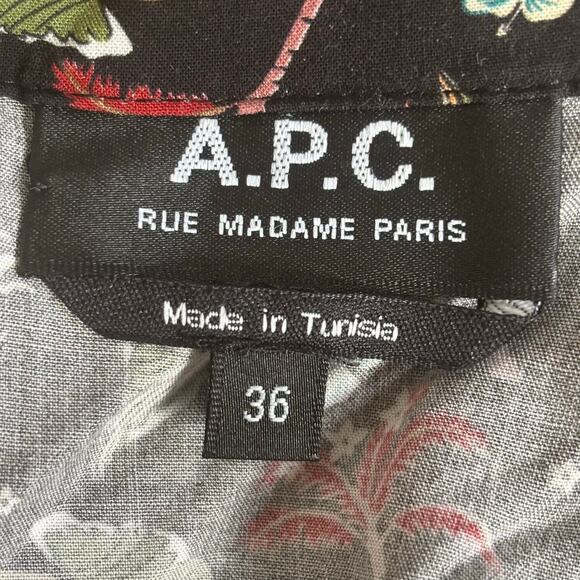 A.P.C.
RUE MADAME PARIS
Made in Tunisia
36